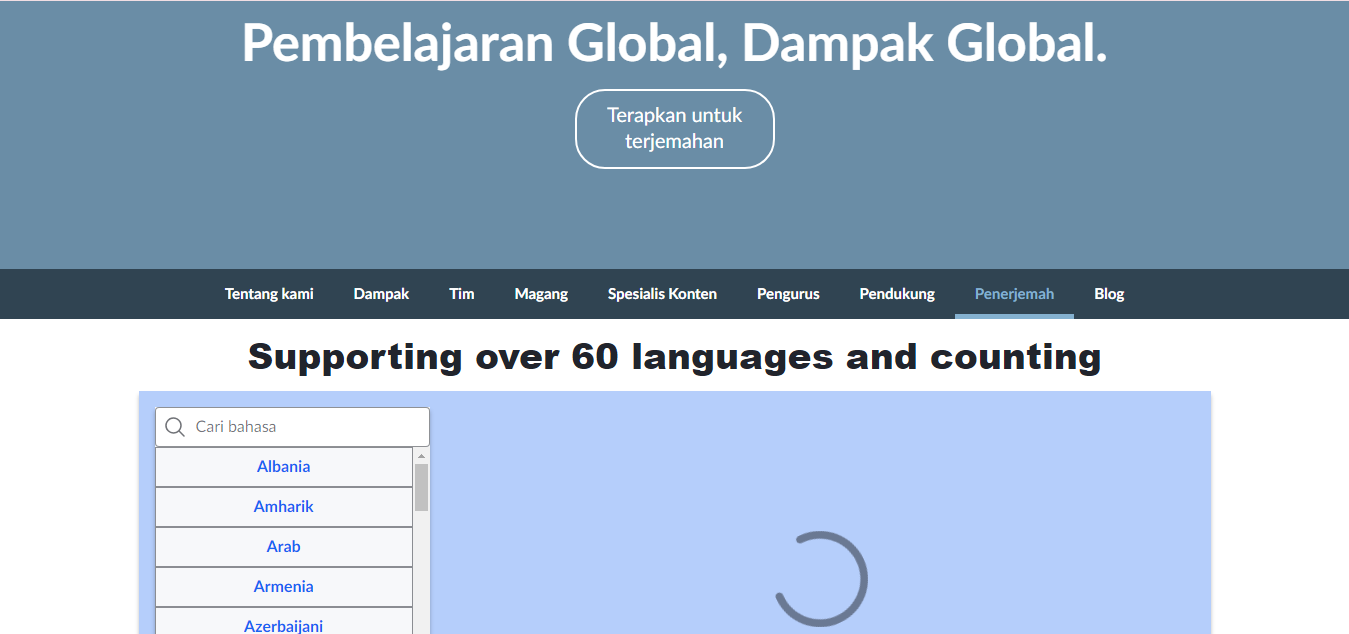 Pembelajaran Global, Dampak Global.
Terapkan untuk
terjemahan
Tentang kami Dampak Tim Magang Spesialis Konten Pengurus Pendukung Penerjemah Blog
Supporting over 60 languages and counting
Cari bahasa
Albania
Amharik
Arab
Armenia
Azerbaijani